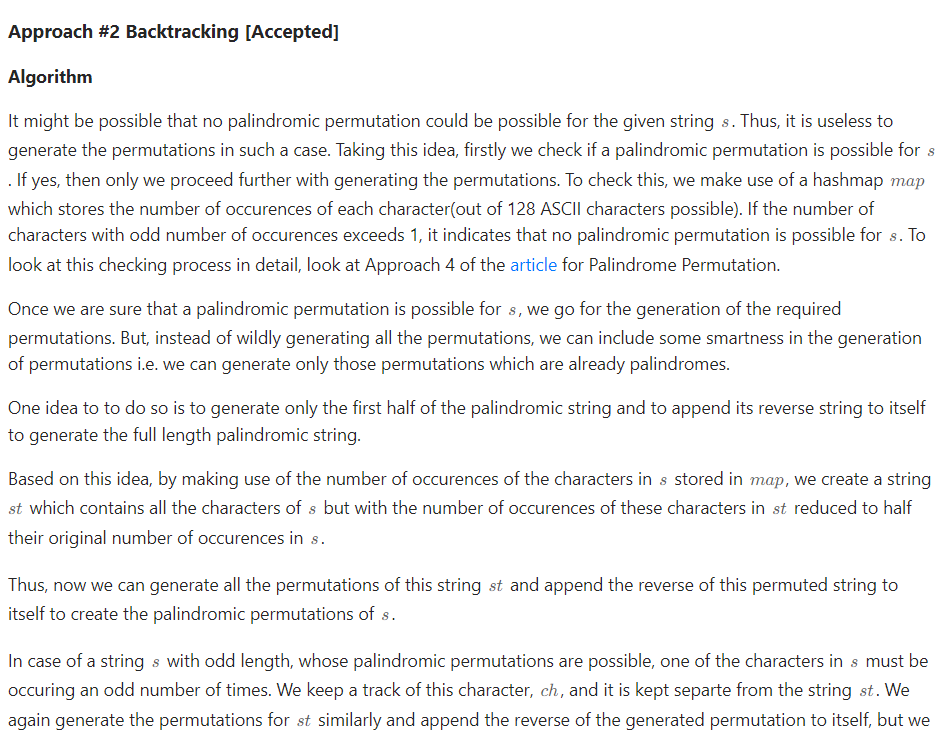 Approach #2 Backtracking [Accepted]
Algorithm
It might be possible that no palindromic permutation could be possible for the given string s. Thus, it is useless to
generate the permutations in such a case. Taking this idea, firstly we check if a palindromic permutation is possible for s
. If yes, then only we proceed further with generating the permutations. To check this, we make use of a hashmap map
which stores the number of occurences of each character(out of 128 ASCII characters possible). If the number of
characters with odd number of occurences exceeds 1, it indicates that no palindromic permutation is possible for s. To
look at this checking process in detail, look at Approach 4 of the article for Palindrome Permutation.
Once we are sure that a palindromic permutation is possible for s, we go for the generation of the required
permutations. But, instead of wildly generating all the permutations, we can include some smartness in the generation
of permutations i.e. we can generate only those permutations which are already palindromes.
One idea to to do so is to generate only the first half of the palindromic string and to append its reverse string to itself
to generate the full length palindromic string.
Based on this idea, by making use of the number of occurences of the characters in s stored in map, we create a string
st which contains all the characters of s but with the number of occurences of these characters in st reduced to half
their original number of occurences in s.
Thus, now we can generate all the permutations of this string st and append the reverse of this permuted string to
itself to create the palindromic permutations of s.
In case of a string s with odd length, whose palindromic permutations are possible, one of the characters in s must be
occuring an odd number of times. We keep a track of this character, ch, and it is kept separte from the string st. We
again generate the permutations for st similarly and append the reverse of the generated permutation to itself, but we